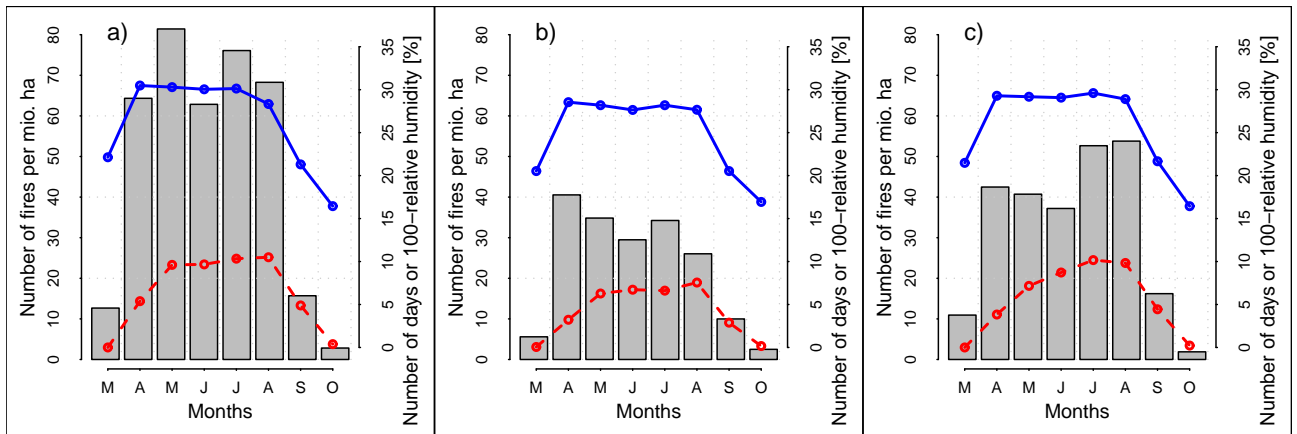 a)
Number of fires per mio. ha
0 10 20 30 40 50 60 70 80
M A M J J A S O
Months
0 5 10 15 20 25 30 35
Number of days or 100−relative humidity [%]
b)
Number of fires per mio. ha
0 10 20 30 40 50 60 70 80
M A M J J A S O
Months
0 5 10 15 20 25 30 35
Number of days or 100−relative humidity [%]
c)
Number of fires per mio. ha
0 10 20 30 40 50 60 70 80
M A M J J A S O
Months
0 5 10 15 20 25 30 35
Number of days or 100−relative humidity [%]